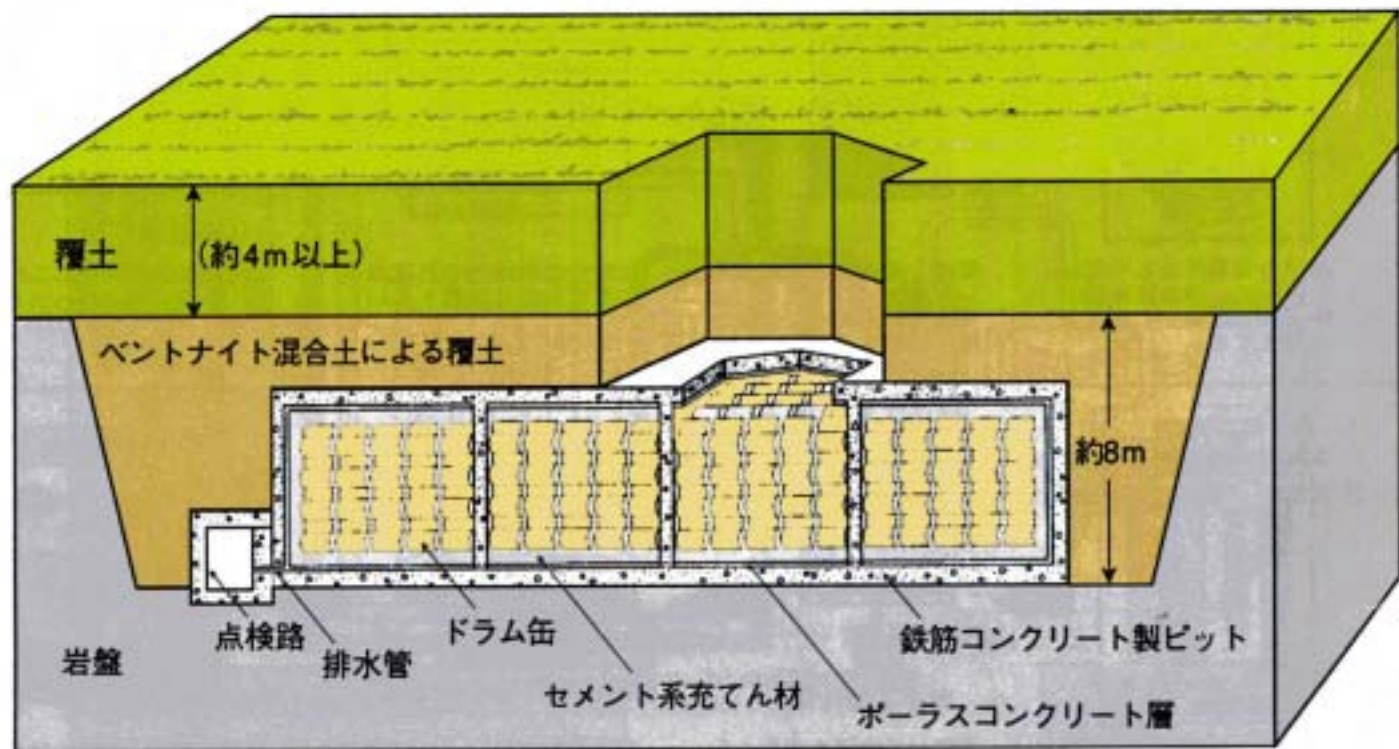 覆土
(約4m以上)
ベントナイト混合土による覆土
約8m
点検路
排水管
ドラム缶
セメント系充てん材
鉄筋コンクリート製ピット
ポーラスコンクリート層
岩盤